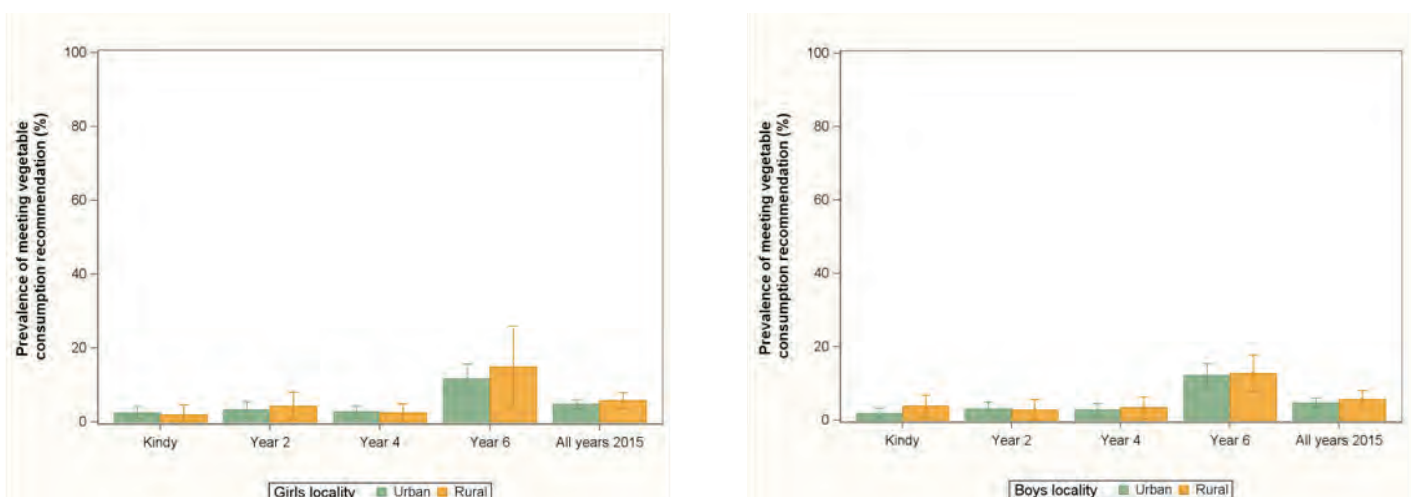 Prevalence of meeting vegetable
consumption recommendation (%)
100
80
60
40
20
0
Kindy Year 2 Year 4 Year 6 All years 2015
Girls locality Urban Rural
Prevalence of meeting vegetable
consumption recommendation (%)
100
80
60
40
20
0
Kindy Year 2 Year 4 Year 6 All years 2015
Boys locality Urban Rural